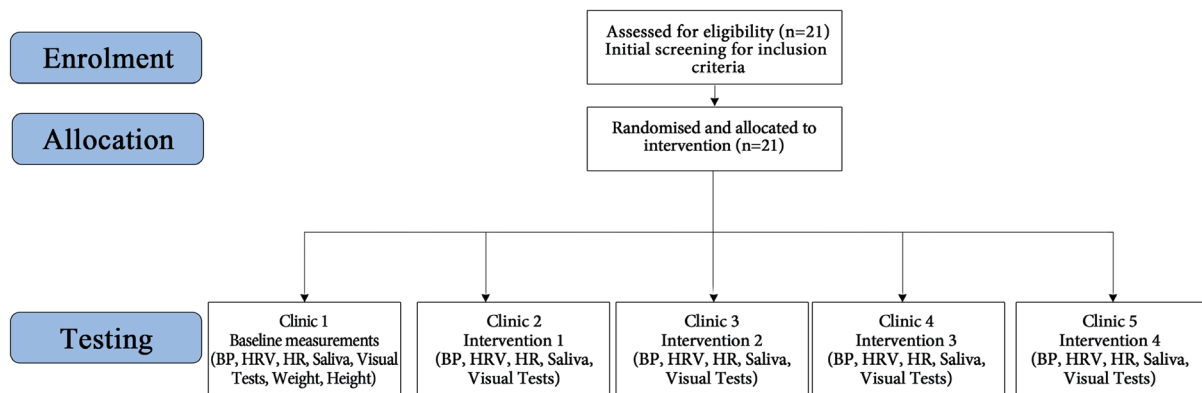 Enrolment
Assessed for eligibility (n=21)
Initial screening for inclusion
criteria
Allocation
Randomised and allocated to
intervention (n=21)
Testing
Clinic 1
Baseline measurements
(BP, HRV, HR, Saliva, Visual
Tests, Weight, Height)
Clinic 2
Intervention 1
(BP, HRV, HR, Saliva,
Visual Tests)
Clinic 3
Intervention 2
(BP, HRV, HR, Saliva,
Visual Tests)
Clinic 4
Intervention 3
(BP, HRV, HR, Saliva,
Visual Tests)
Clinic 5
Intervention 4
(BP, HRV, HR, Saliva,
Visual Tests)